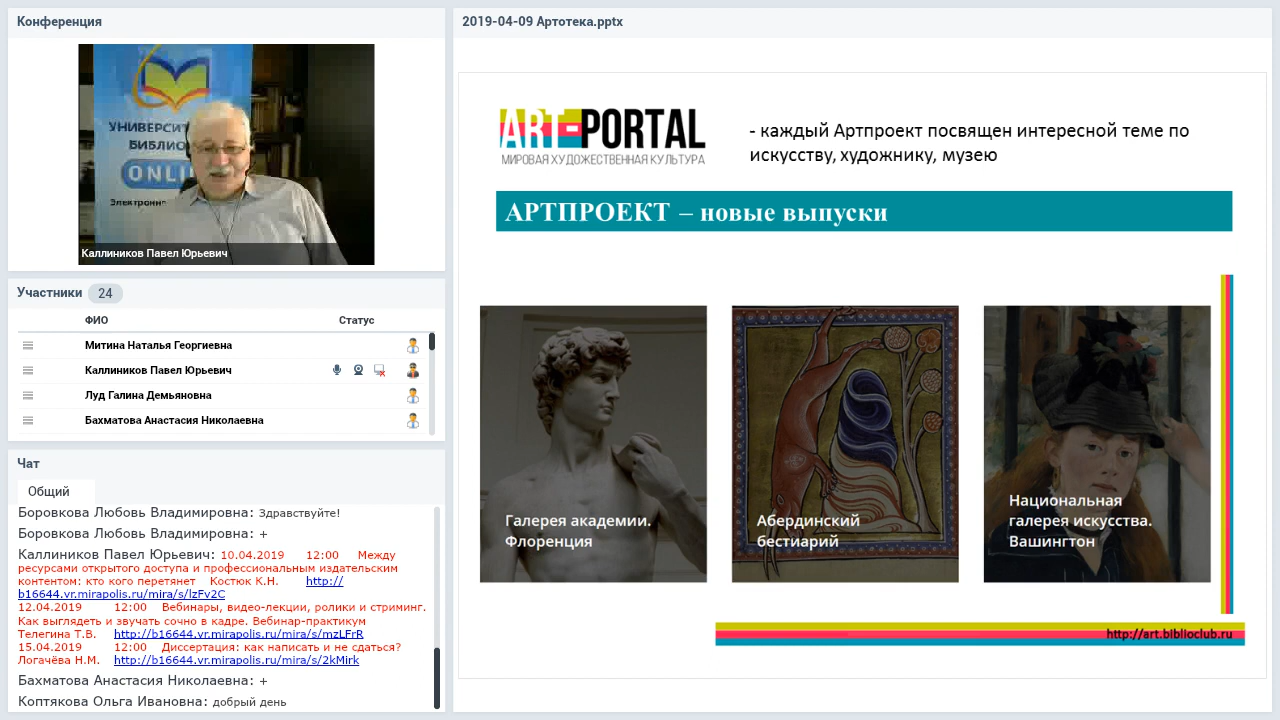 Конференция
УНИВЕРСИТ
БИБЛИО
ONLI
Электронн
Каллиников Павел Юрьевич
Участники 24
ФИО Статус
Митина Наталья Георгиевна
Каллиников Павел Юрьевич
Луд Галина Демьяновна
Бахматова Анастасия Николаевна
Чат
Общий
Боровкова Любовь Владимировна: Здравствуйте!
Боровкова Любовь Владимировна: +
Каллиников Павел Юрьевич: 10.04.2019 12:00 Между
ресурсами открытого доступа и профессиональным издательским
контентом: кто кого перетянет Костюк К.Н. http://
b16644.vr.mirapolis.ru/mira/s/lzFv2C
12.04.2019 12:00 Вебинары, видео-лекции, ролики и стриминг.
Как выглядеть и звучать сочно в кадре. Вебинар-практикум
Телегина Т.В. http://b16644.vr.mirapolis.ru/mira/s/mzLFrR
15.04.2019 12:00 Диссертация: как написать и не сдаться?
Логачёва Н.М. http://b16644.vr.mirapolis.ru/mira/s/2kMirk
Бахматова Анастасия Николаевна: +
Коптякова Ольга Ивановна: добрый день
2019-04-09 Артотека.pptx
ART-PORTAL
МИРОВАЯ ХУДОЖЕСТВЕННАЯ КУЛЬТУРА
- каждый Артпроект посвящен интересной теме по
искусству, художнику, музею
АРТПРОЕКТ – новые выпуски
Галерея академии.
Флоренция
Абердинский
бестиарий
Национальная
галерея искусства.
Вашингтон
http://art.biblioclub.ru